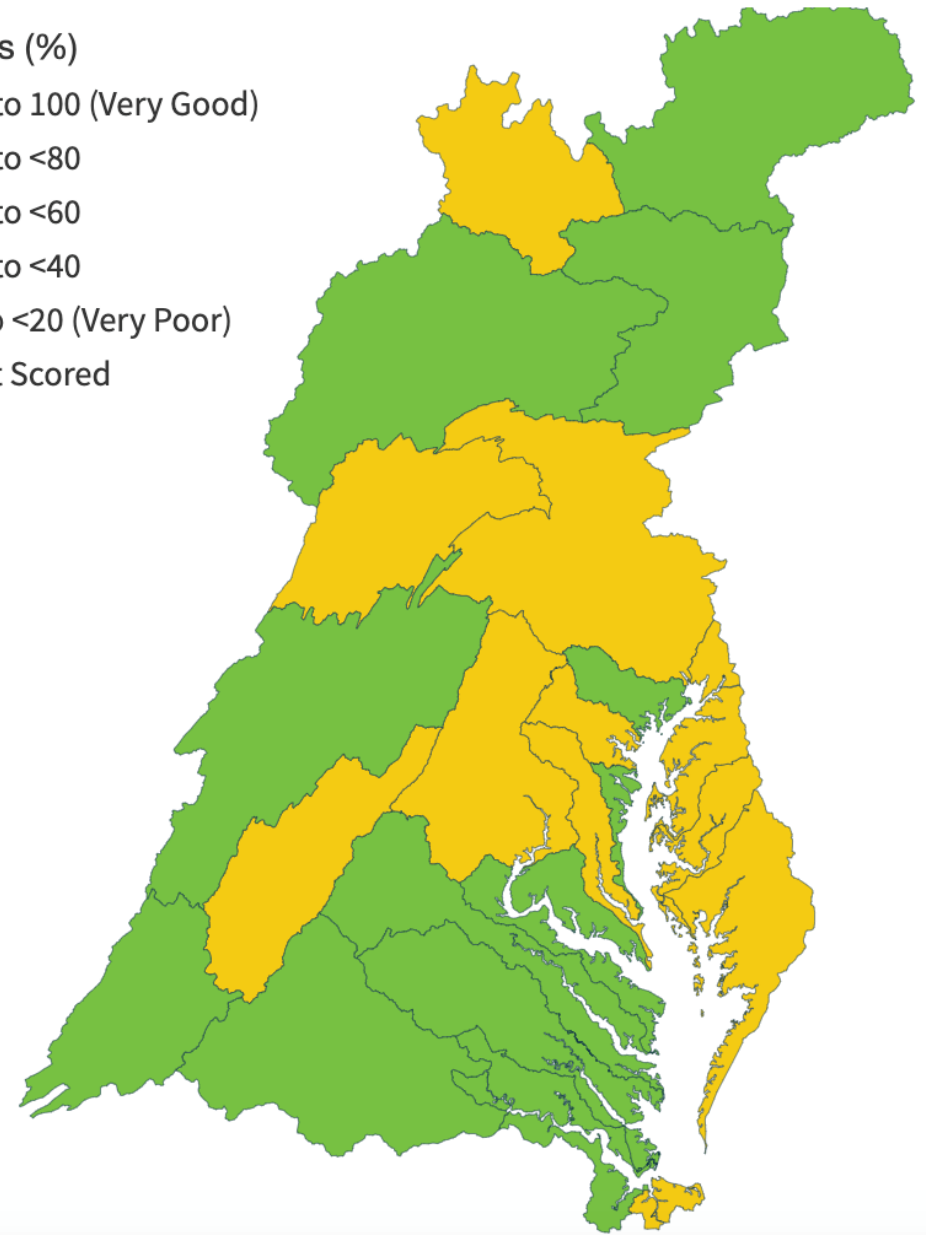 s (%)
to 100 (Very Good)
to <80
to <60
to <40
<20 (Very Poor)
Scored